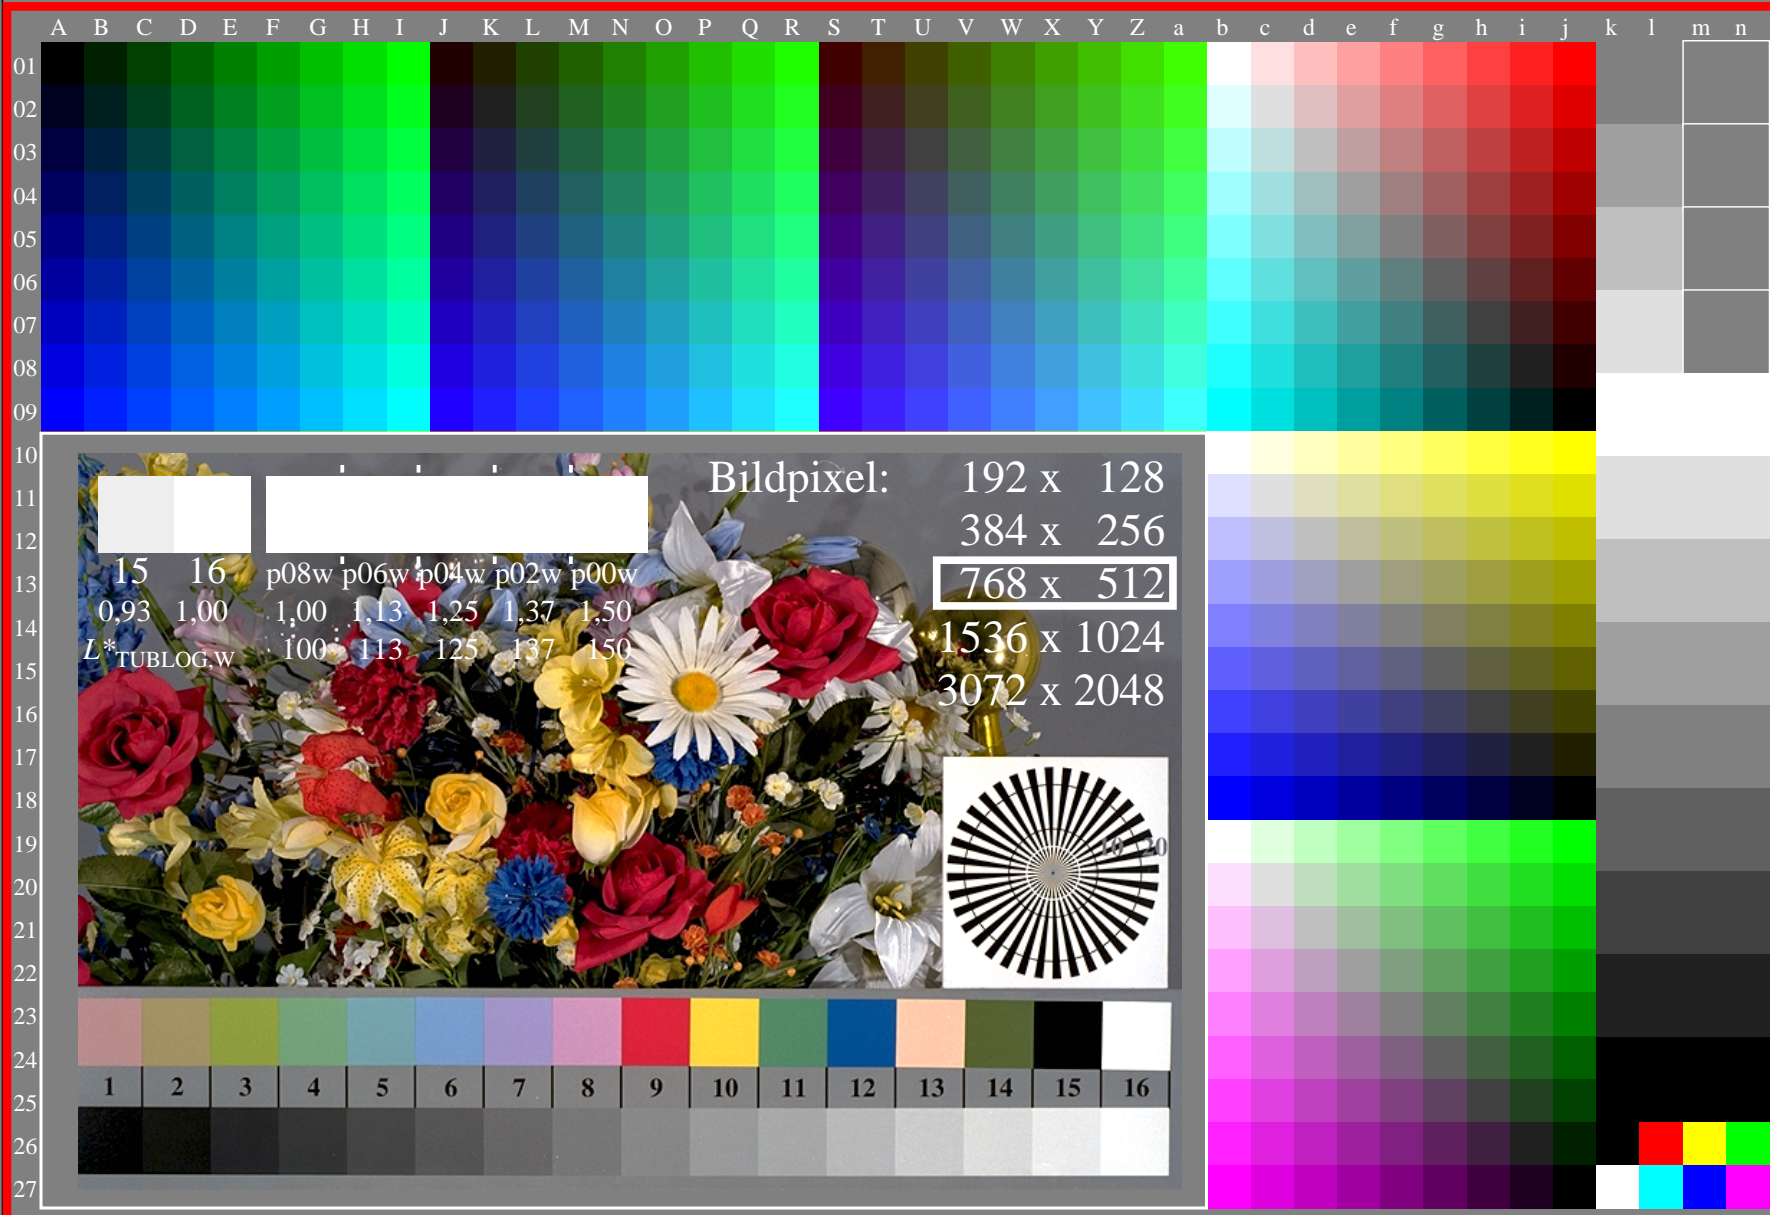 A B C D E F G H I J K L M N O P Q R S T U V W X Y Z a b c d e f g h i j k l m n
01
02
03
04
05
06
07
08
09
10
11
12
13
14
15
16
17
18
19
20
21
22
23
24
25
26
27
Bildpixel: 192 x 128
384 x 256
768 x 512
1536 x 1024
3072 x 2048
15 16 p08w p06w p04w p02w p00w
0,93 1,00 1,00 1,13 1,25 1,37 1,50
L*TUBLOG,W 100 113 125 137 150
10 20
1 2 3 4 5 6 7 8 9 10 11 12 13 14 15 16